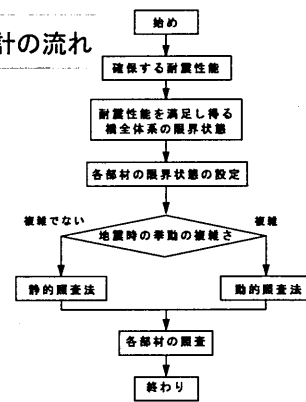 計の流れ
始め
確保する耐震性能
耐震性能を満足し得る
橋全体系の限界状態
各部材の限界状態の設定
複雑でない
地震時の挙動の複雑さ
複雑
静的照査法
動的照査法
各部材の照査
終わり